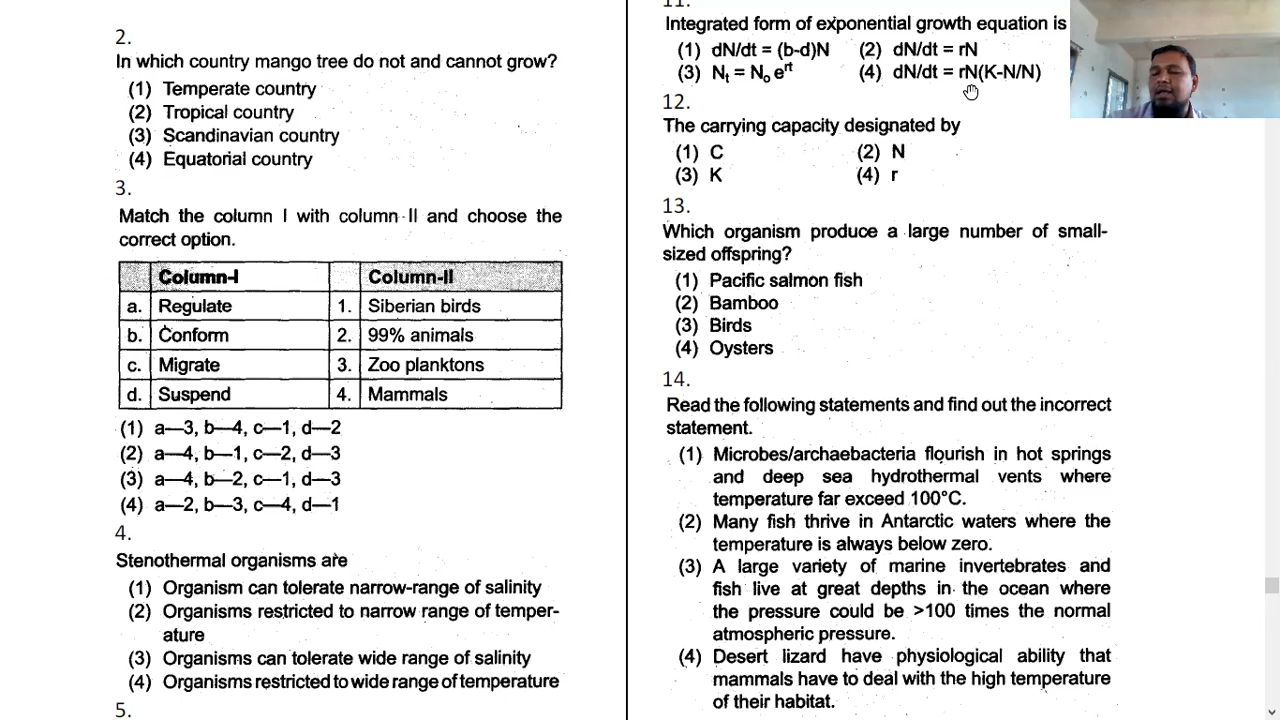 2.
In which country mango tree do not and cannot grow?
(1) Temperate country
(2) Tropical country
(3) Scandinavian country
(4) Equatorial country
3.
Match the column I with column II and choose the
correct option.
Column-I Column-II
a. Regulate 1. Siberian birds
b. Conform 2. 99% animals
c. Migrate 3. Zoo planktons
d. Suspend 4. Mammals
(1) a—3, b—4, c—1, d—2
(2) a—4, b—1, c—2, d—3
(3) a—4, b—2, c—1, d—3
(4) a—2, b—3, c—4, d—1
4.
Stenothermal organisms are
(1) Organism can tolerate narrow-range of salinity
(2) Organisms restricted to narrow range of temper-
ature
(3) Organisms can tolerate wide range of salinity
(4) Organisms restricted to wide range of temperature
5.
11.
Integrated form of exponential growth equation is
(1) dN/dt = (b-d)N (2) dN/dt = rN
(3) Nₜ = N₀ eʳᵗ (4) dN/dt = rN(K-N/N)
12.
The carrying capacity designated by
(1) C (2) N
(3) K (4) r
13.
Which organism produce a large number of small-
sized offspring?
(1) Pacific salmon fish
(2) Bamboo
(3) Birds
(4) Oysters
14.
Read the following statements and find out the incorrect
statement.
(1) Microbes/archaebacteria flourish in hot springs
and deep sea hydrothermal vents where
temperature far exceed 100°C.
(2) Many fish thrive in Antarctic waters where the
temperature is always below zero.
(3) A large variety of marine invertebrates and
fish live at great depths in the ocean where
the pressure could be >100 times the normal
atmospheric pressure.
(4) Desert lizard have physiological ability that
mammals have to deal with the high temperature
of their habitat.